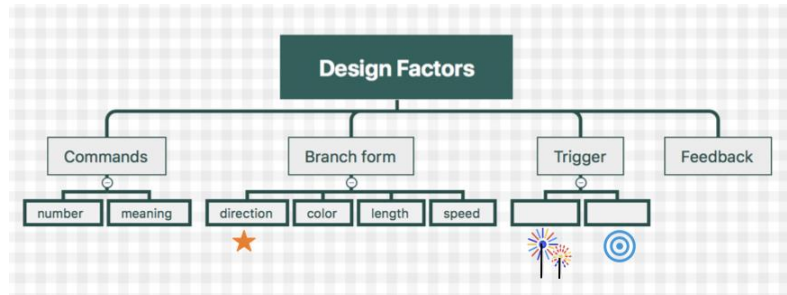 Design Factors
Commands
Branch form
Trigger
Feedback
number
meaning
direction
color
length
speed